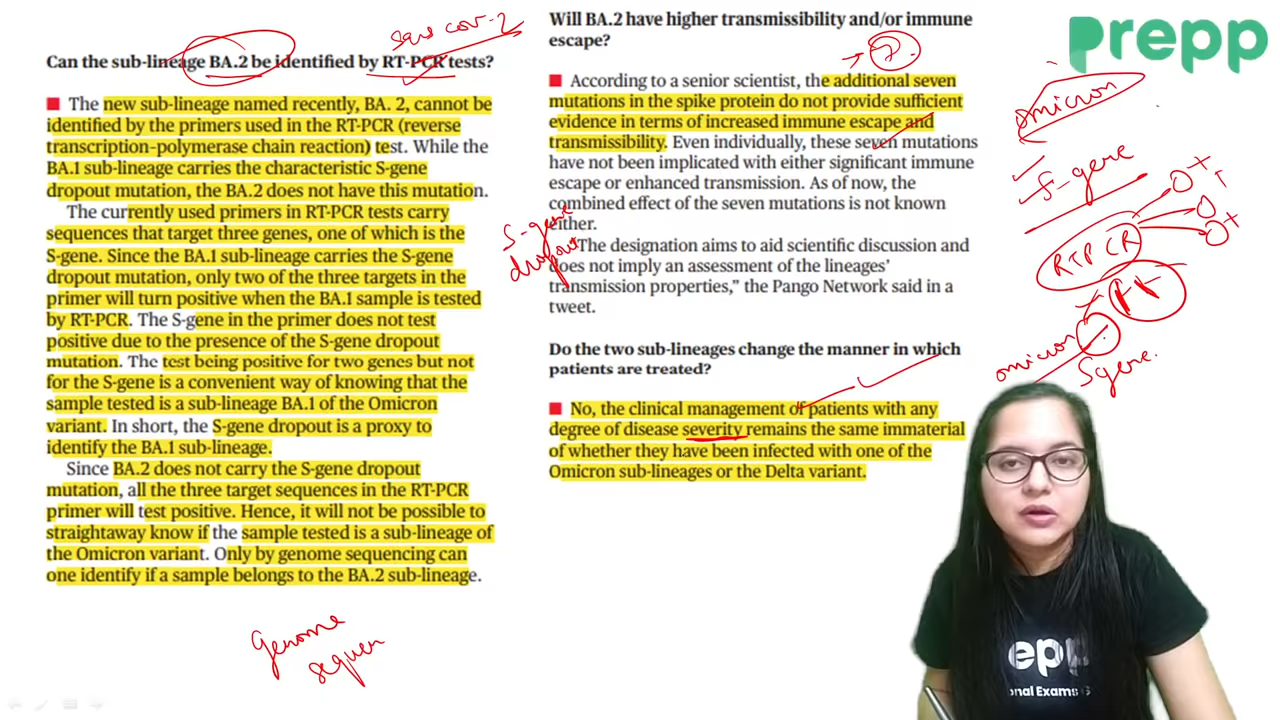 Can the sub-lineage BA.2 be identified by RT-PCR tests?
The new sub-lineage named recently, BA. 2, cannot be
identified by the primers used in the RT-PCR (reverse
transcription-polymerase chain reaction) test. While the
BA.1 sub-lineage carries the characteristic S-gene
dropout mutation, the BA.2 does not have this mutation.
The currently used primers in RT-PCR tests carry
sequences that target three genes, one of which is the
S-gene. Since the BA.1 sub-lineage carries the S-gene
dropout mutation, only two of the three targets in the
primer will turn positive when the BA.1 sample is tested
by RT-PCR. The S-gene in the primer does not test
positive due to the presence of the S-gene dropout
mutation. The test being positive for two genes but not
for the S-gene is a convenient way of knowing that the
sample tested is a sub-lineage BA.1 of the Omicron
variant. In short, the S-gene dropout is a proxy to
identify the BA.1 sub-lineage.
Since BA.2 does not carry the S-gene dropout
mutation, all the three target sequences in the RT-PCR
primer will test positive. Hence, it will not be possible to
straightaway know if the sample tested is a sub-lineage of
the Omicron variant. Only by genome sequencing can
one identify if a sample belongs to the BA.2 sub-lineage.
Genome
sequen
cov-2
S-gene
dropout
Will BA.2 have higher transmissibility and/or immune
escape?
7
According to a senior scientist, the additional seven
mutations in the spike protein do not provide sufficient
evidence in terms of increased immune escape and
transmissibility. Even individually, these seven mutations
have not been implicated with either significant immune
escape or enhanced transmission. As of now, the
combined effect of the seven mutations is not known
either.
“The designation aims to aid scientific discussion and
does not imply an assessment of the lineages’
transmission properties,” the Pango Network said in a
tweet.
Do the two sub-lineages change the manner in which
patients are treated?
No, the clinical management of patients with any
degree of disease severity remains the same immaterial
of whether they have been infected with one of the
Omicron sub-lineages or the Delta variant.
prepp
omicron
S-gene
RTPCR
++
omicron
Sgene.
epp
onal Exams